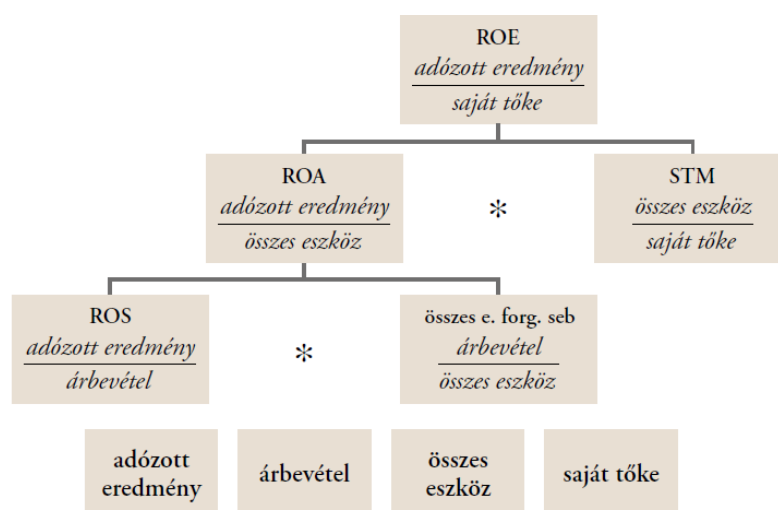 ROE
adózott eredmény
saját tőke
ROA
adózott eredmény
összes eszköz
*
STM
összes eszköz
saját tőke
ROS
adózott eredmény
árbevétel
*
összes e. forg. seb
árbevétel
összes eszköz
adózott
eredmény
árbevétel
összes
eszköz
saját tőke